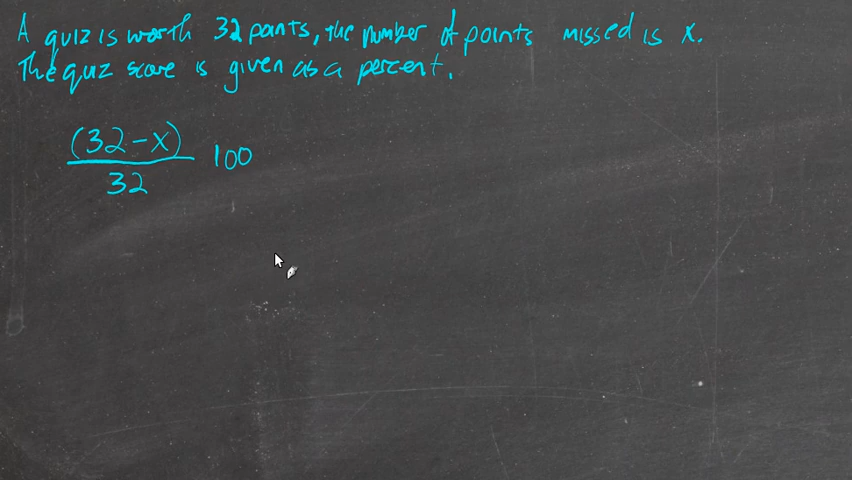 A quiz is worth 32 points, the number of points missed is x.
The quiz score is given as a percent.
(32-x)
32
100